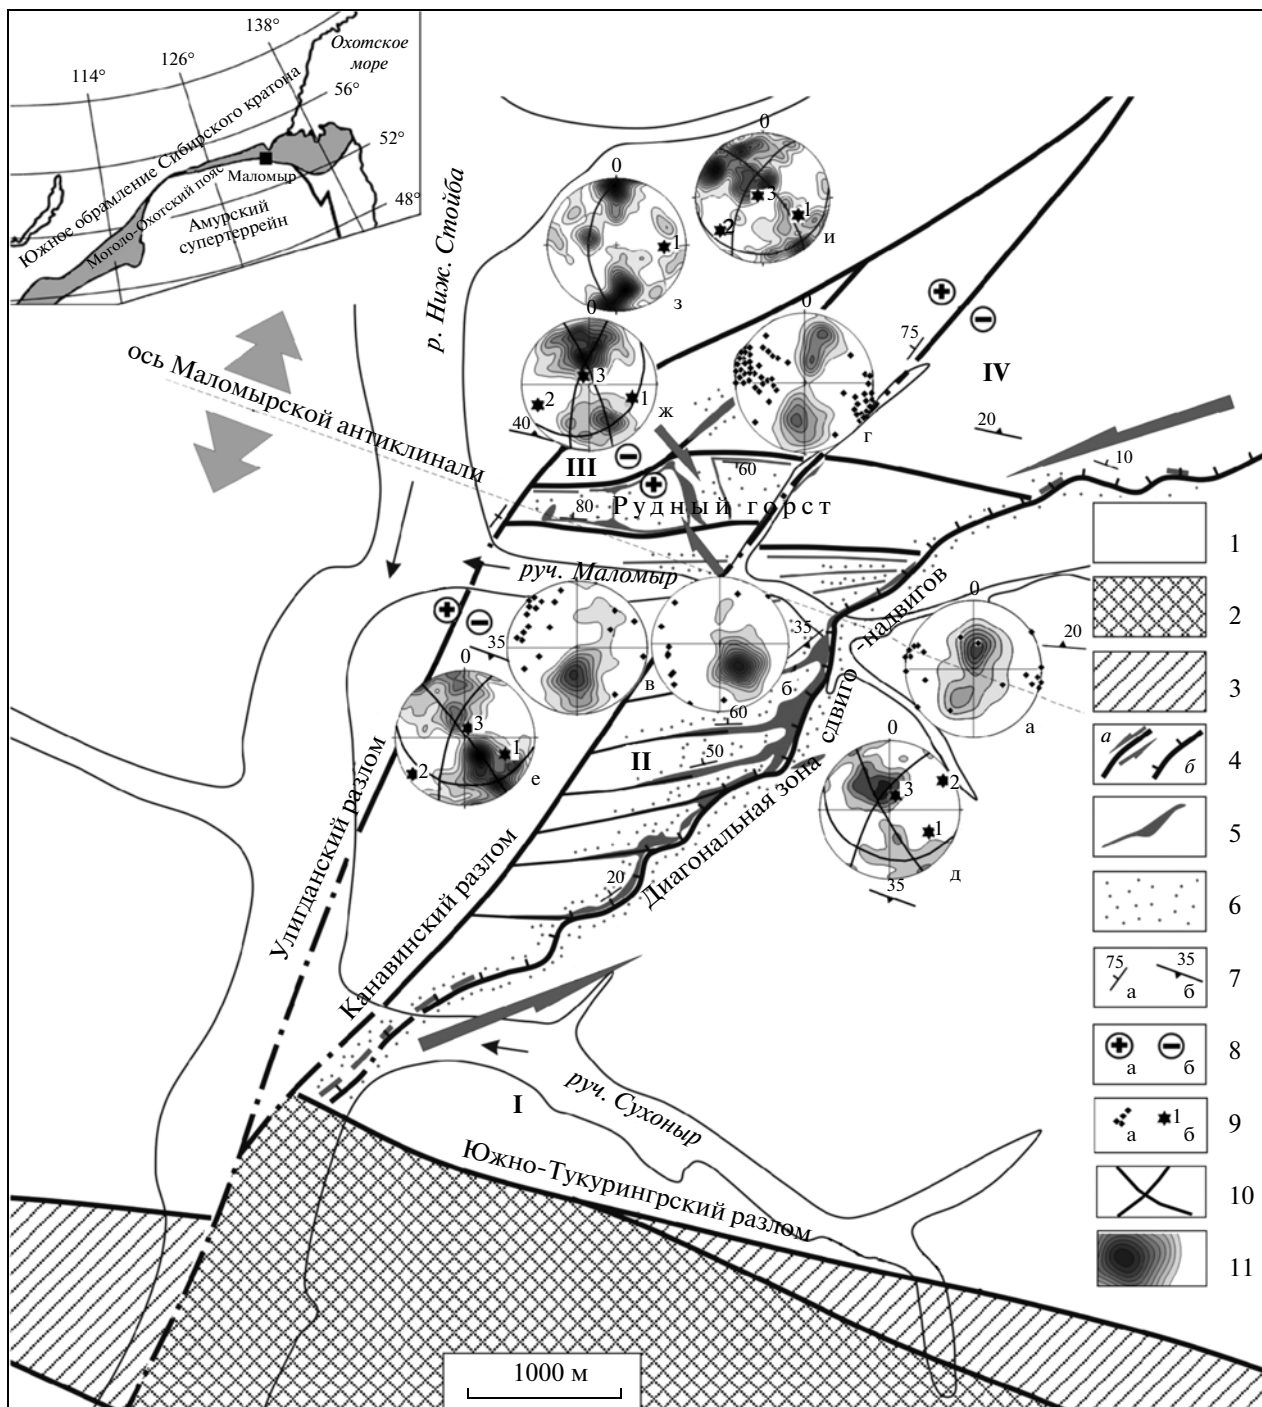 138°
Охотское
море
126°
114°
56°
52°
48°
Южное обрамление Сибирского кратона
Моголо-Охотский пояс
Маломыр
Амурский
супертеррейн
р. Ниж. Стойба
ось Маломырской антиклинали
0
1
з
0
1
2
3
и
0
1
2
3
ж
0
г
75
IV
20
10
40
III
60
80
Рудный горст
руч. Маломыр
35
в
б
35
0
а
20
0
1
2
3
е
60
50
II
20
0
1
2
3
д
35
Диагональная зона сдвиго-надвигов
Улигданский разлом
Канавинский разлом
I
руч. Сухоныр
Южно-Тукурингрский разлом
1000 м
1
2
3
а б 4
5
6
75 а 35 б 7
а б 8
а 1 б 9
10
11